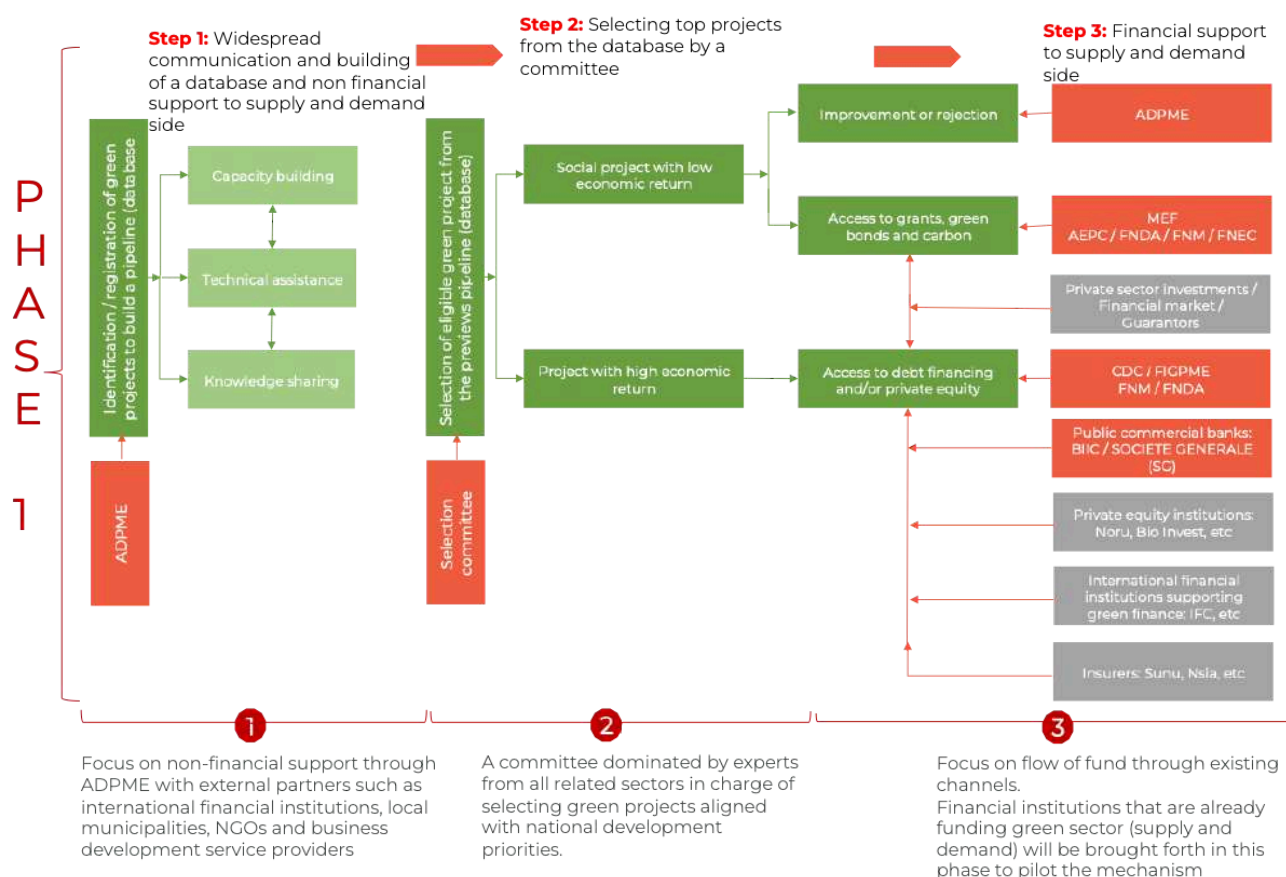 Step 1: Widespread
communication and building
of a database and non financial
support to supply and demand
side
Step 2: Selecting top projects
from the database by a
committee
Step 3: Financial support
to supply and demand
side
PHASE 1
Identification / registration of green
projects to build a pipeline (database
ADPME
Capacity building
Technical assistance
Knowledge sharing
Selection of eligible green project from
the previews pipeline (database)
Selection
committee
Social project with low
economic return
Project with high economic
return
Improvement or rejection
Access to grants, green
bonds and carbon
Access to debt financing
and/or private equity
ADPME
MEF
AEPC / FNDA / FNM / FNEC
Private sector investments /
Financial market /
Guarantors
CDC / FIGPME
FNM / FNDA
Public commercial banks:
BIIC / SOCIETE GENERALE
(SG)
Private equity institutions:
Noru, Bio Invest, etc
International financial
institutions supporting
green finance: IFC, etc
Insurers: Sunu, Nsia, etc
1
2
3
Focus on non-financial support through
ADPME with external partners such as
international financial institutions, local
municipalities, NGOs and business
development service providers
A committee dominated by experts
from all related sectors in charge of
selecting green projects aligned
with national development
priorities.
Focus on flow of fund through existing
channels.
Financial institutions that are already
funding green sector (supply and
demand) will be brought forth in this
phase to pilot the mechanism